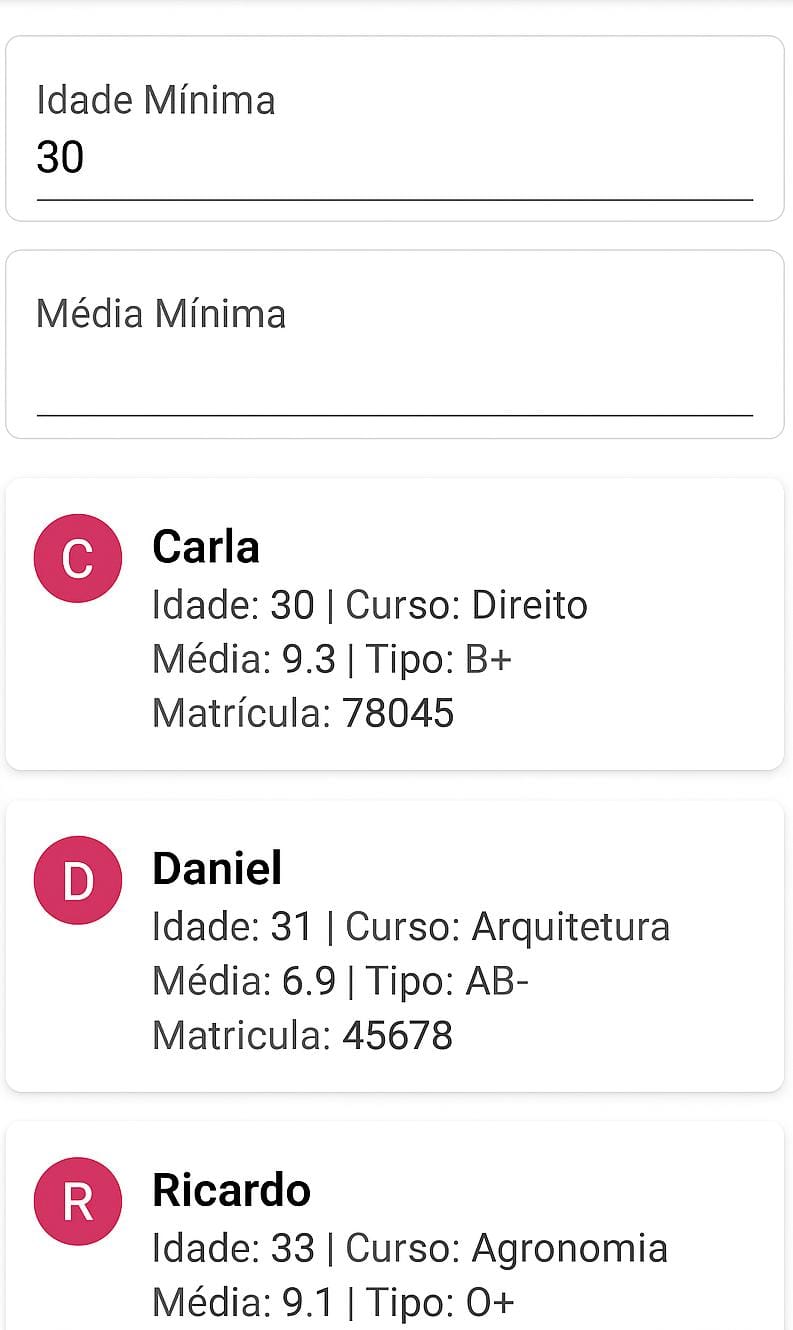 Idade Mínima
30
Média Mínima
C
Carla
Idade: 30 | Curso: Direito
Média: 9.3 | Tipo: B+
Matrícula: 78045
D
Daniel
Idade: 31 | Curso: Arquitetura
Média: 6.9 | Tipo: AB-
Matricula: 45678
R
Ricardo
Idade: 33 | Curso: Agronomia
Média: 9.1 | Tipo: O+